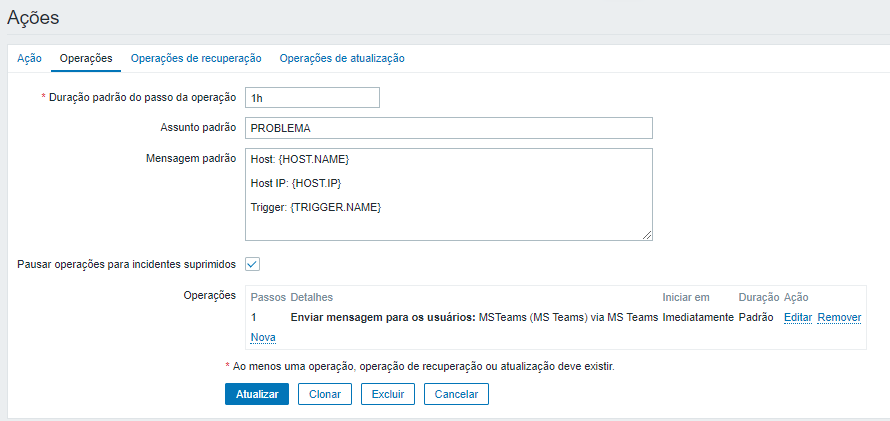 Ações
Ação Operações Operações de recuperação Operações de atualização
* Duração padrão do passo da operação 1h
Assunto padrão PROBLEMA
Mensagem padrão Host: {HOST.NAME}
Host IP: {HOST.IP}
Trigger: {TRIGGER.NAME}
Pausar operações para incidentes suprimidos
Operações Passos Detalhes Iniciar em Duração Ação
1 Enviar mensagem para os usuários: MSTeams (MS Teams) via MS Teams Imediatamente Padrão Editar Remover
Nova
* Ao menos uma operação, operação de recuperação ou atualização deve existir.
Atualizar Clonar Excluir Cancelar